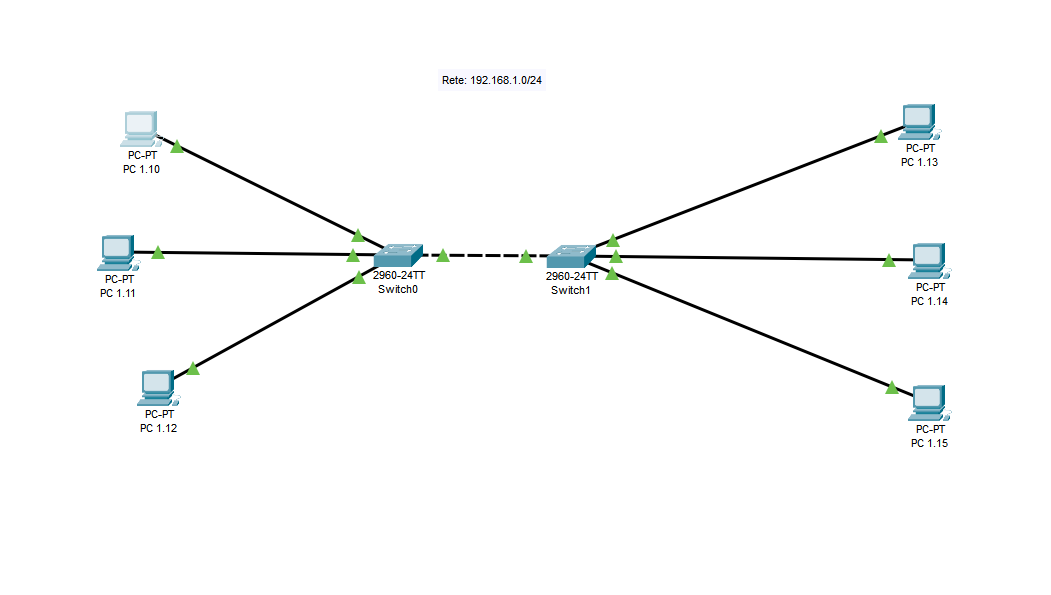 Rete: 192.168.1.0/24
PC-PT
PC 1.10
PC-PT
PC 1.11
PC-PT
PC 1.12
2960-24TT
Switch0
2960-24TT
Switch1
PC-PT
PC 1.13
PC-PT
PC 1.14
PC-PT
PC 1.15